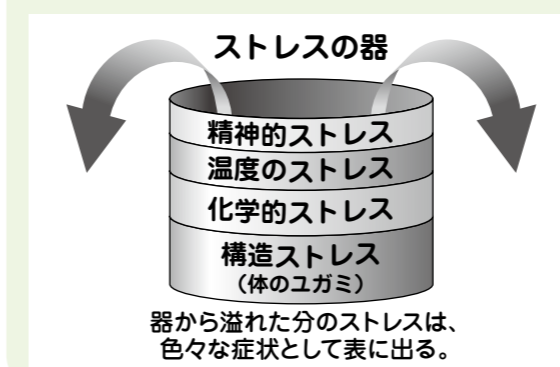 ストレスの器
精神的ストレス
温度のストレス
化学的ストレス
構造ストレス
（体のユガミ）
器から溢れた分のストレスは、
色々な症状として表に出る。